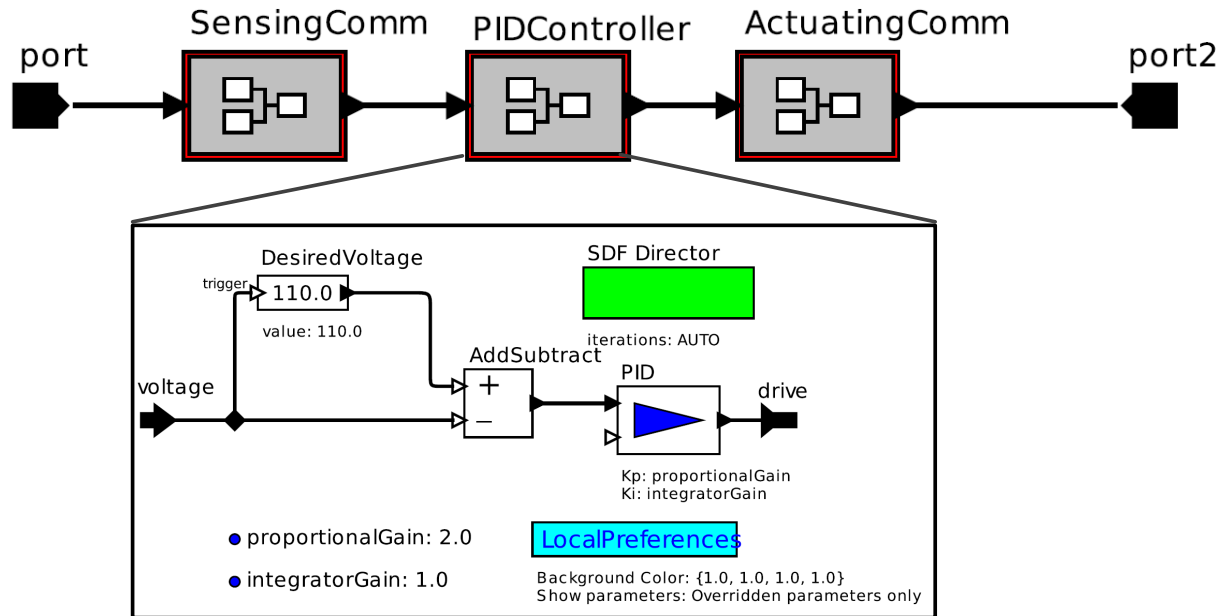 port
SensingComm
PIDController
ActuatingComm
port2
DesiredVoltage
SDF Director
trigger
110.0
value: 110.0
iterations: AUTO
voltage
AddSubtract
+
–
PID
drive
Kp: proportionalGain
Ki: integratorGain
proportionalGain: 2.0
LocalPreferences
integratorGain: 1.0
Background Color: {1.0, 1.0, 1.0, 1.0}
Show parameters: Overridden parameters only